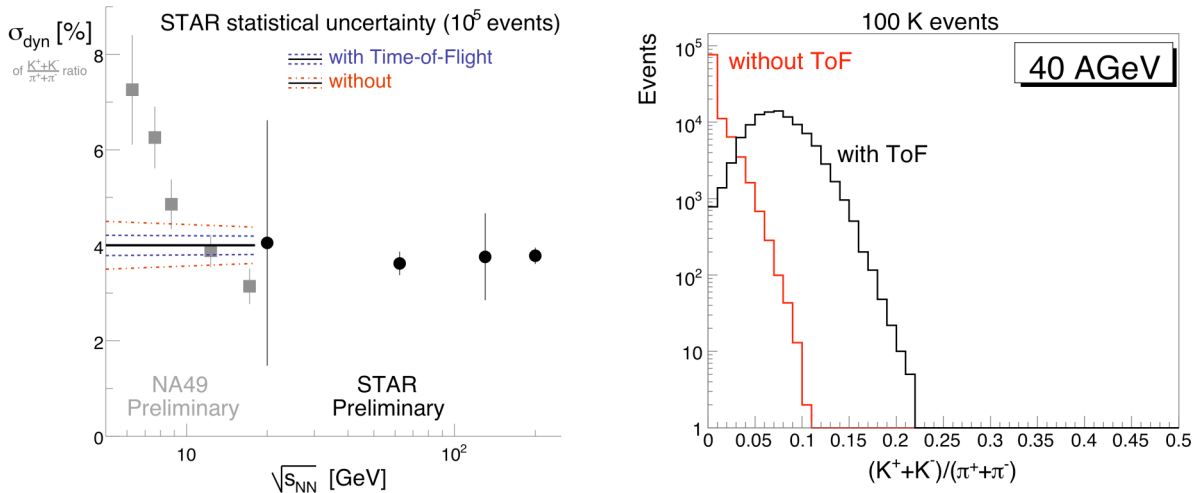 STAR statistical uncertainty (10⁵ events)
σdyn [%]
of K⁺+K⁻/π⁺+π⁻ ratio
with Time-of-Flight
without
8
6
4
2
0
NA49
Preliminary
STAR
Preliminary
10
10²
√sNN [GeV]
100 K events
40 AGeV
without ToF
with ToF
Events
10⁵
10⁴
10³
10²
10
1
0 0.05 0.1 0.15 0.2 0.25 0.3 0.35 0.4 0.45 0.5
(K⁺+K⁻)/(π⁺+π⁻)